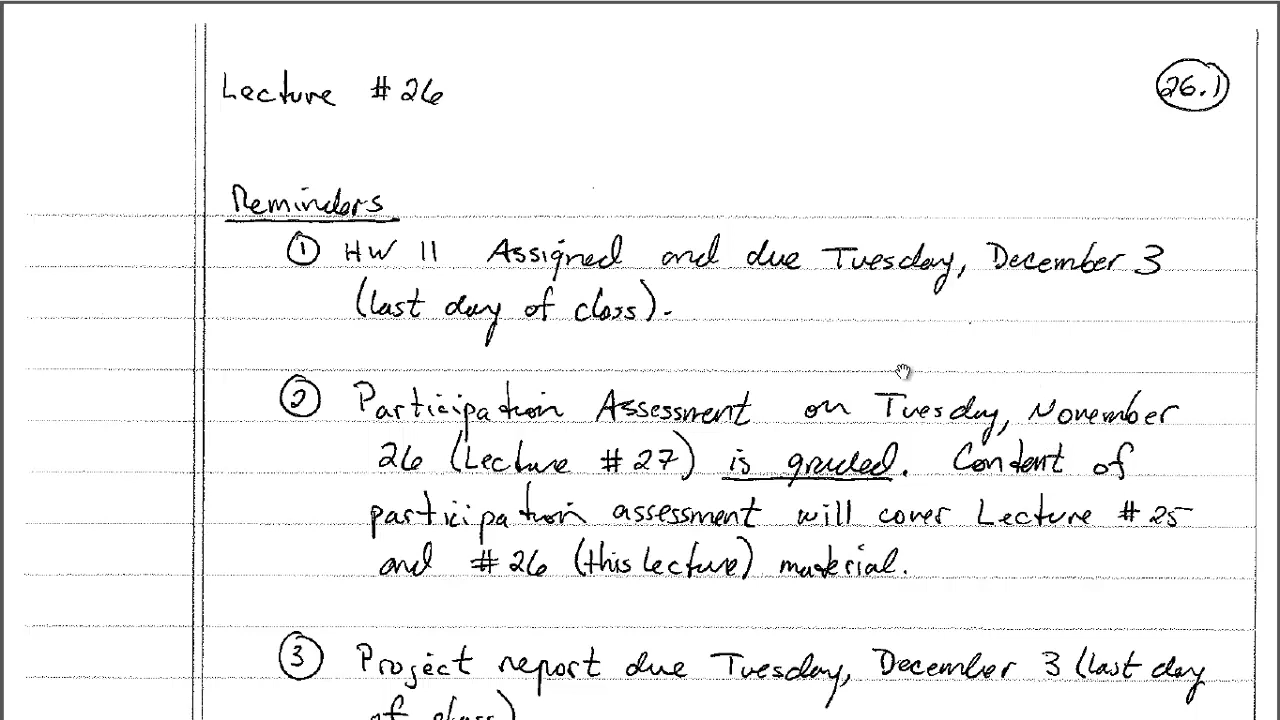 Lecture # 26
26.1
Reminders
① HW 11 Assigned and due Tuesday, December 3
(last day of class).
② Participation Assessment on Tuesday, November
26 (Lecture # 27) is graded. Content of
participation assessment will cover Lecture # 25
and # 26 (this Lecture) material.
③ Project report due Tuesday, December 3 (last day
of class)